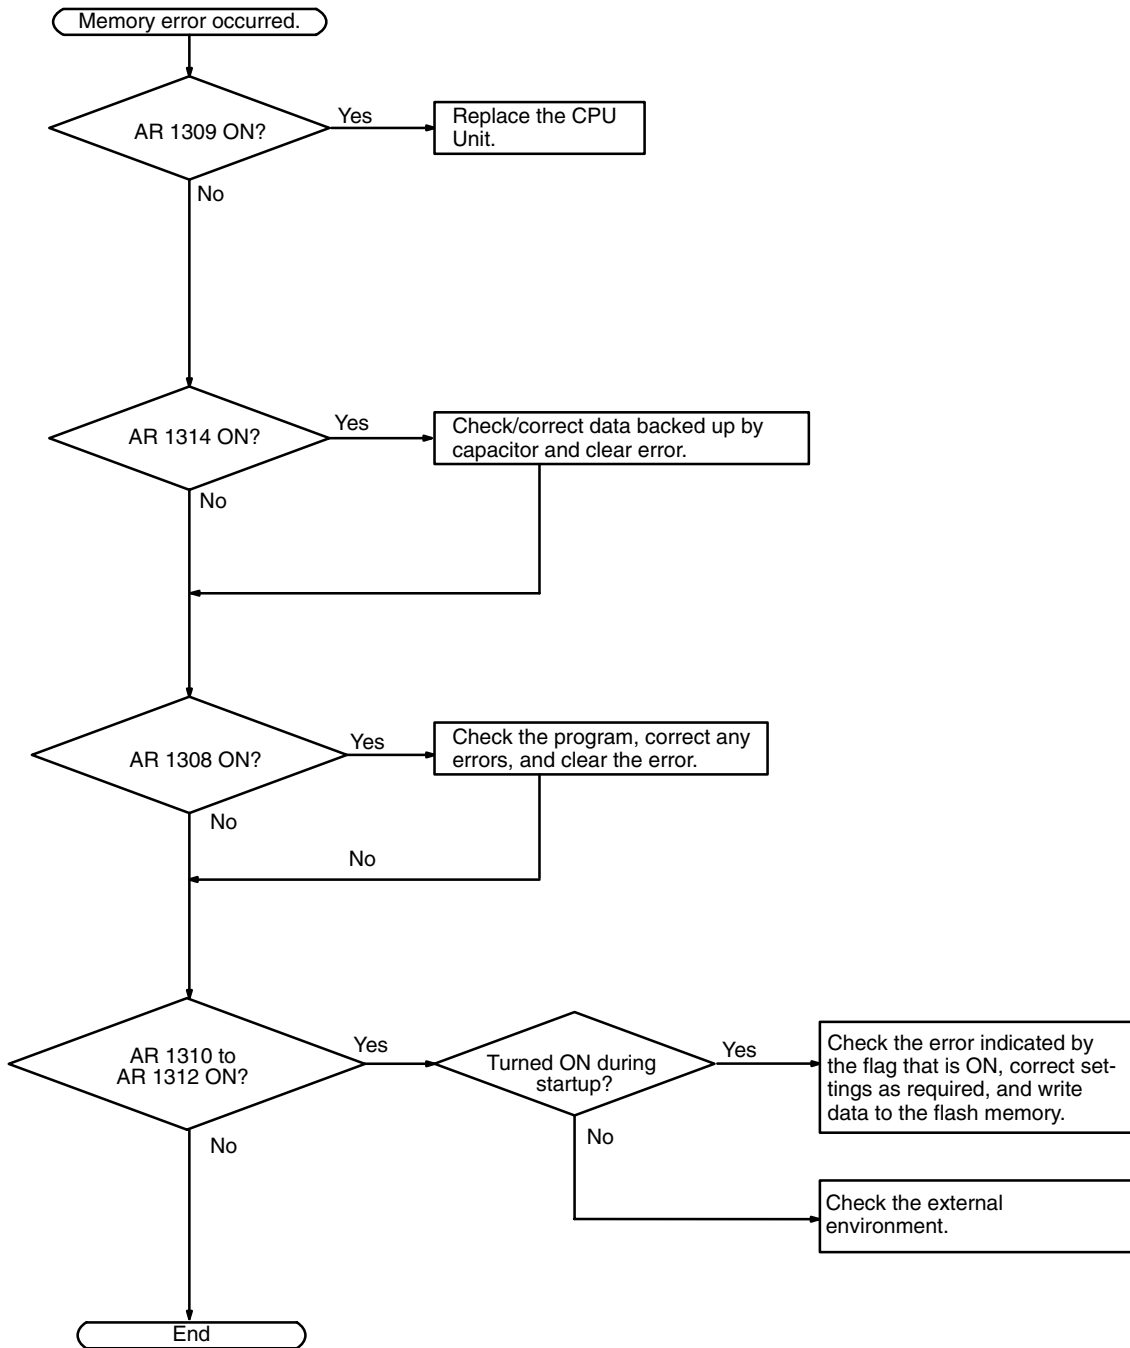 Memory error occurred.
AR 1309 ON?
Yes
Replace the CPU
Unit.
No
AR 1314 ON?
Yes
Check/correct data backed up by
capacitor and clear error.
No
AR 1308 ON?
Yes
Check the program, correct any
errors, and clear the error.
No
No
AR 1310 to
AR 1312 ON?
Yes
Turned ON during
startup?
Yes
Check the error indicated by
the flag that is ON, correct set-
tings as required, and write
data to the flash memory.
No
No
Check the external
environment.
End